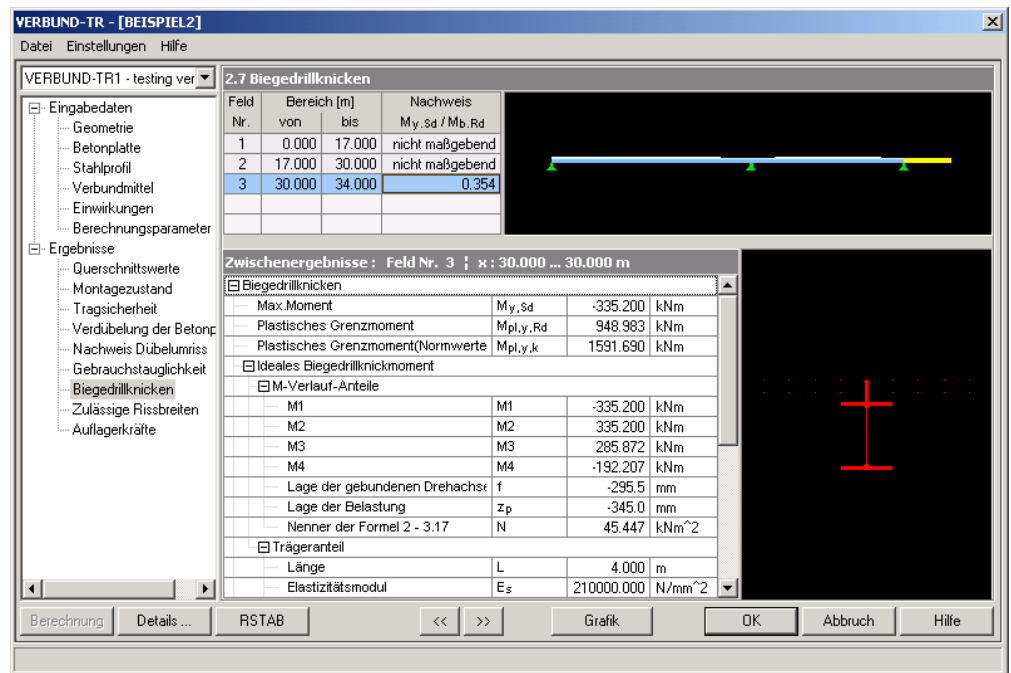 VERBUND-TR - [BEISPIEL2]
Datei Einstellungen Hilfe
VERBUND-TR1 - testing ver
Eingabedaten
Geometrie
Betonplatte
Stahlprofil
Verbundmittel
Einwirkungen
Berechnungsparameter
Ergebnisse
Querschnittswerte
Montagezustand
Tragsicherheit
Verdübelung der Betonp
Nachweis Dübelumriss
Gebrauchstauglichkeit
Biegedrillknicken
Zulässige Rissbreiten
Auflagerkräfte
2.7 Biegedrillknicken
Feld Bereich [m] Nachweis
Nr. von bis My.Sd / Mb.Rd
1 0.000 17.000 nicht maßgebend
2 17.000 30.000 nicht maßgebend
3 30.000 34.000 0.354
Zwischenergebnisse : Feld Nr. 3 ¦ x : 30.000 ... 30.000 m
Biegedrillknicken
Max.Moment My,Sd -335.200 kNm
Plastisches Grenzmoment Mpl,y,Rd 948.983 kNm
Plastisches Grenzmoment(Normwerte Mpl,y,k 1591.690 kNm
Ideales Biegedrillknickmoment
M-Verlauf-Anteile
M1 M1 -335.200 kNm
M2 M2 335.200 kNm
M3 M3 285.872 kNm
M4 M4 -192.207 kNm
Lage der gebundenen Drehachse f -295.5 mm
Lage der Belastung zp -345.0 mm
Nenner der Formel 2 - 3.17 N 45.447 kNm^2
Trägeranteil
Länge L 4.000 m
Elastizitätsmodul Es 210000.000 N/mm^2
Berechnung Details ... RSTAB << >> Grafik OK Abbruch Hilfe